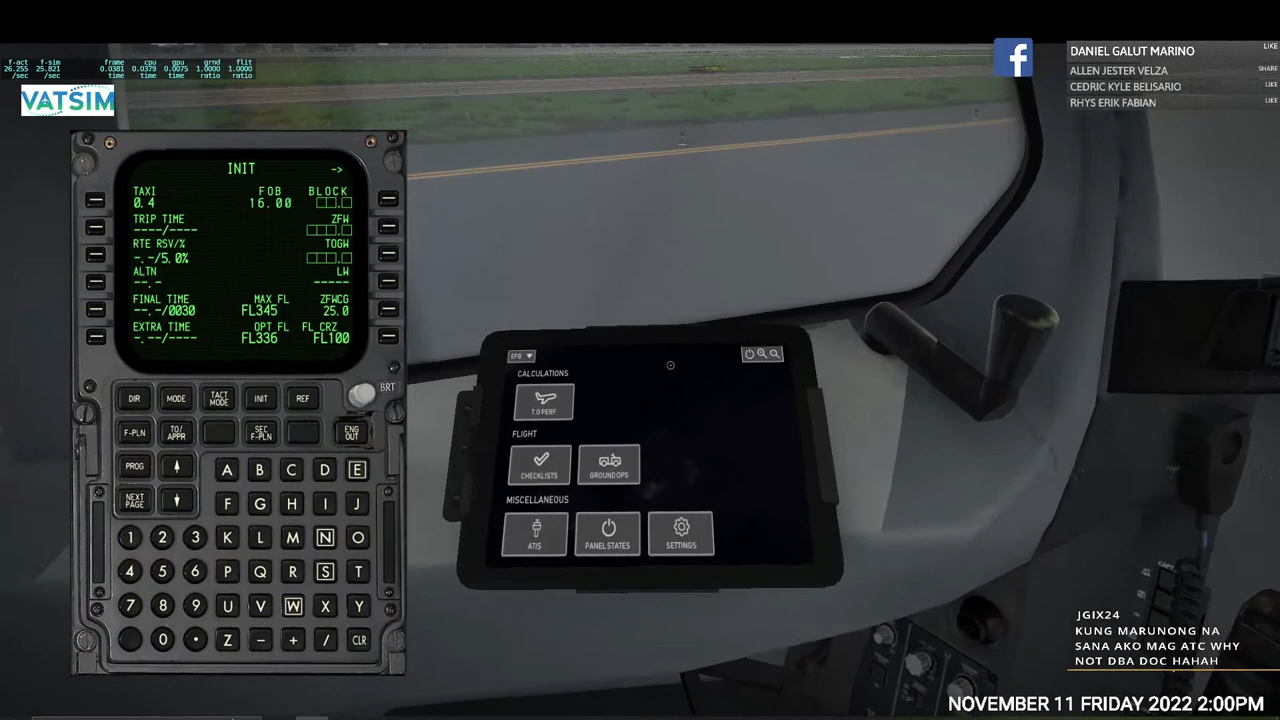 f-act f-sim frame cpu gpu grnd flit
26.255 25.821 0.0381 0.0379 0.0075 1.0000 1.0000
/sec /sec time time time ratio ratio
VATSIM
DANIEL GALUT MARINO LIKE
ALLEN JESTER VELZA SHARE
CEDRIC KYLE BELISARIO LIKE
RHYS ERIK FABIAN LIKE
INIT ->
TAXI FOB BLOCK
0.4 16.00
TRIP TIME ZFW
----/----
RTE RSV/% TOGW
-.-/5.0%
ALTN LW
--.- -----
FINAL TIME MAX FL ZFWCG
--.-/0030 FL345 25.0
EXTRA TIME OPT FL FL CRZ
-.--/---- FL336 FL100
BRT
DIR MODE TACT MODE INIT REF
F-PLN TO/APPR SEC F-PLN ENG OUT
PROG
NEXT PAGE
A B C D E
F G H I J
1 2 3 K L M N O
4 5 6 P Q R S T
7 8 9 U V W X Y
0 . Z - + / CLR
EFB
CALCULATIONS
T.O PERF
FLIGHT
CHECKLISTS GROUND OPS
MISCELLANEOUS
ATIS PANEL STATES SETTINGS
JGIX24
KUNG MARUNONG NA
SANA AKO MAG ATC WHY
NOT DBA DOC HAHAH
NOVEMBER 11 FRIDAY 2022 2:00PM